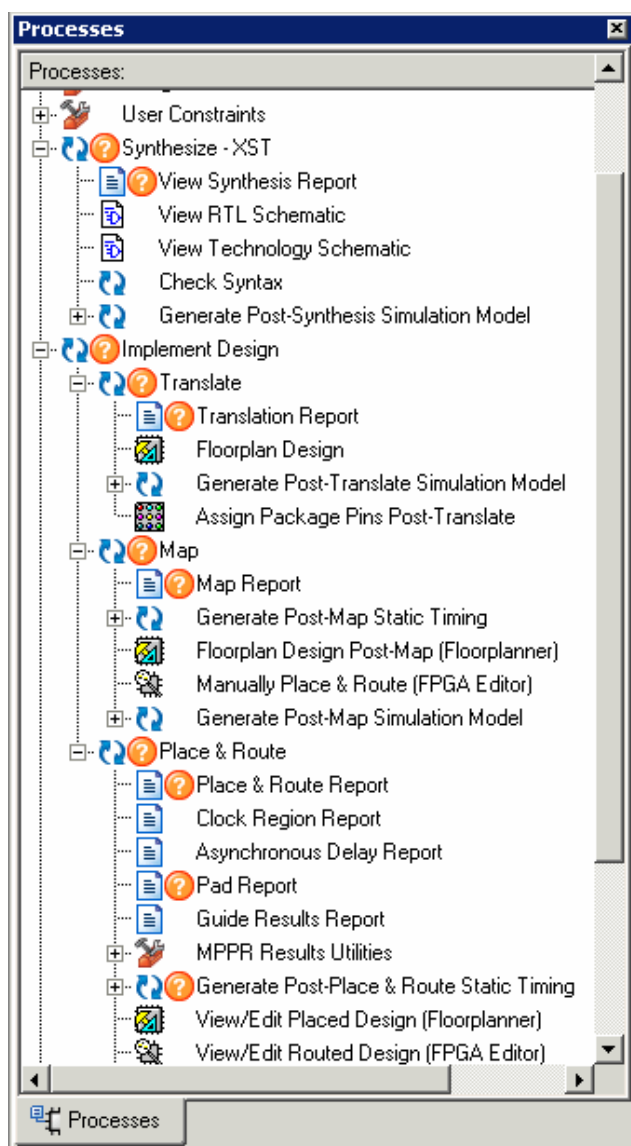 Processes
Processes:
User Constraints
Synthesize - XST
View Synthesis Report
View RTL Schematic
View Technology Schematic
Check Syntax
Generate Post-Synthesis Simulation Model
Implement Design
Translate
Translation Report
Floorplan Design
Generate Post-Translate Simulation Model
Assign Package Pins Post-Translate
Map
Map Report
Generate Post-Map Static Timing
Floorplan Design Post-Map (Floorplanner)
Manually Place & Route (FPGA Editor)
Generate Post-Map Simulation Model
Place & Route
Place & Route Report
Clock Region Report
Asynchronous Delay Report
Pad Report
Guide Results Report
MPPR Results Utilities
Generate Post-Place & Route Static Timing
View/Edit Placed Design (Floorplanner)
View/Edit Routed Design (FPGA Editor)
Processes